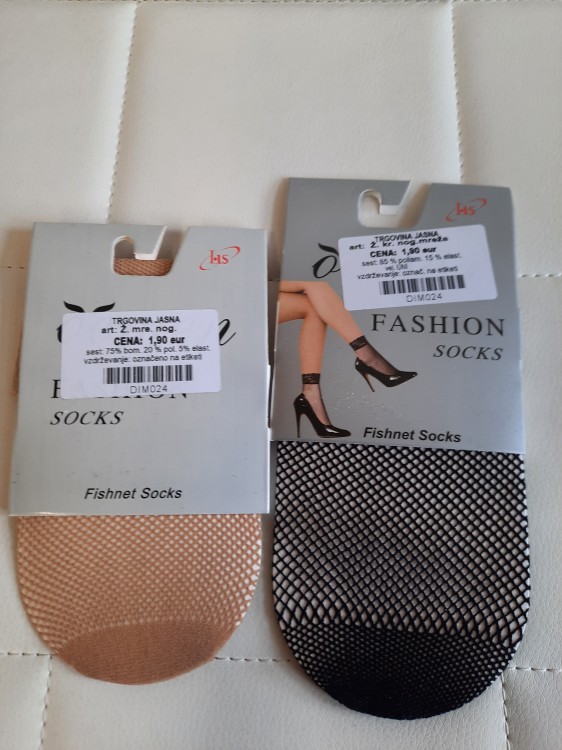 LIS
TRGOVINA JASNA
art: Ž. mre. nog.
CENA: 1,90 eur
sest: 75% bom. 20 % pol. 5% elast.
vzdrževanje: označeno na etiketi
DIM024
SOCKS
Fishnet Socks
LIS
TRGOVINA JASNA
art: Ž. kr. nog.mreža
CENA: 1,90 eur
sest: 85 % poliam. 15 % elast.
vel. UNI
vzdrževanje: označ. na etiketi
DIM024
FASHION
SOCKS
Fishnet Socks